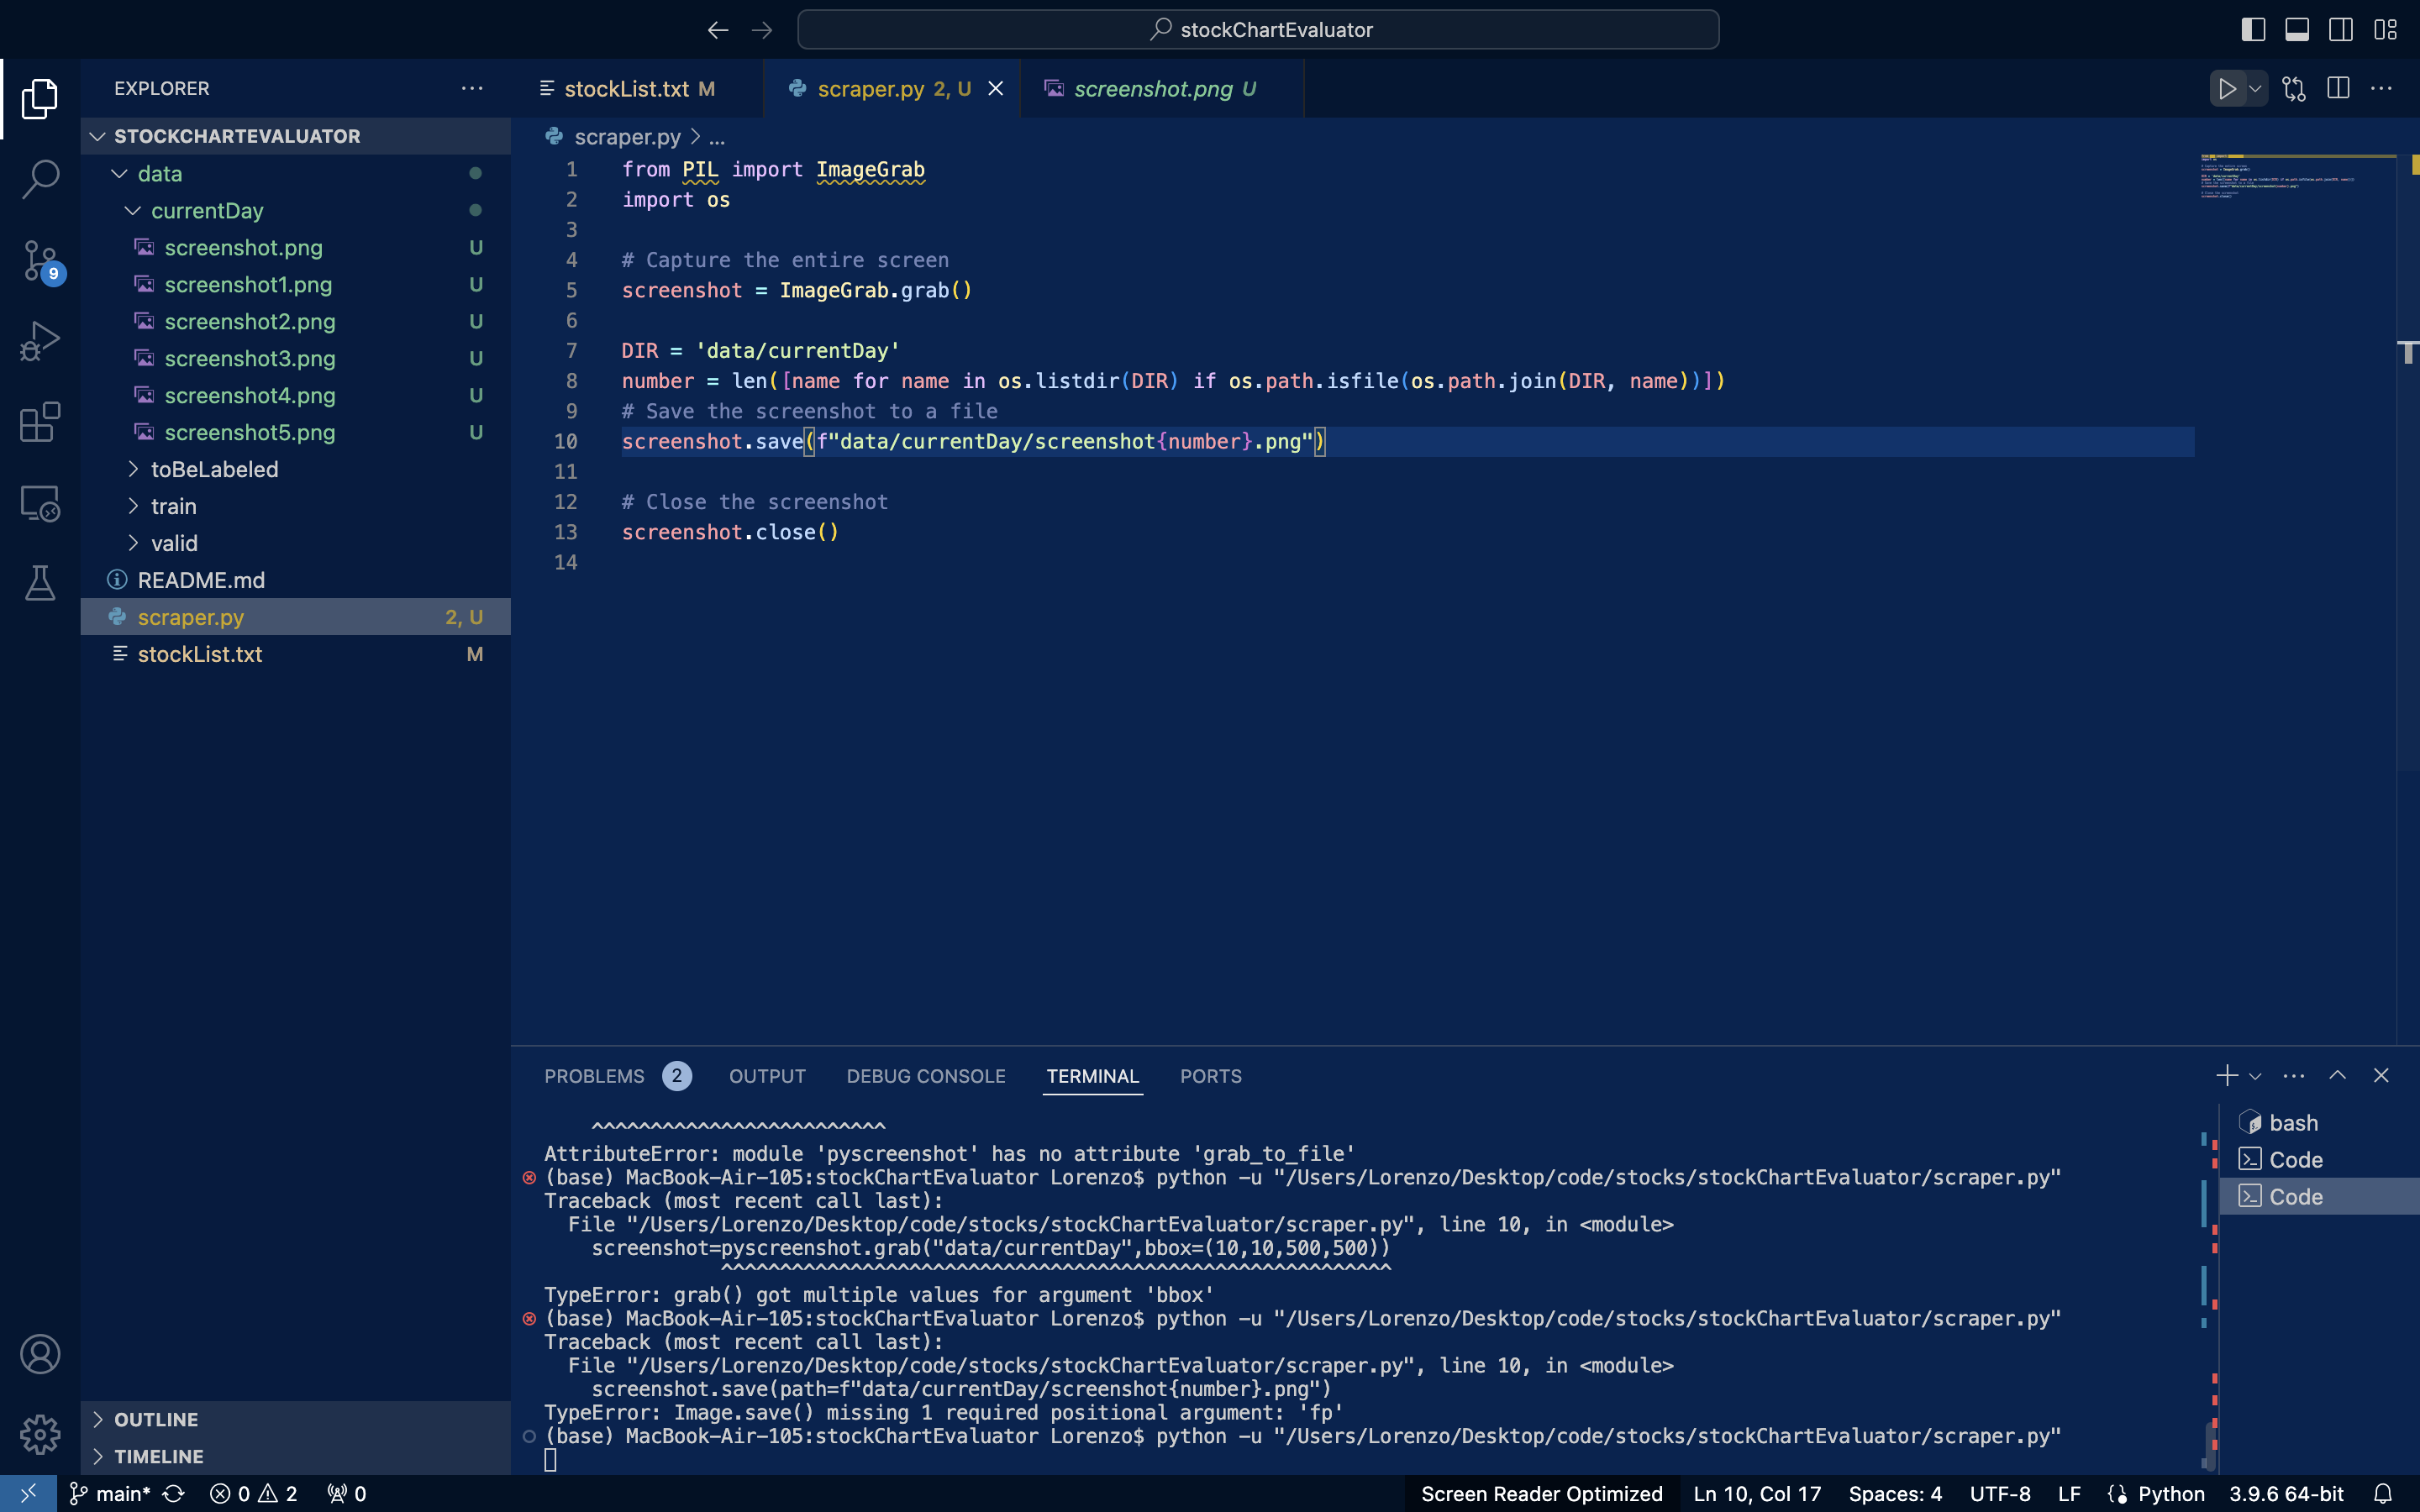 stockChartEvaluator
EXPLORER
stockList.txt M
scraper.py 2, U
screenshot.png U
STOCKCHARTEVALUATOR
data
currentDay
screenshot.png U
screenshot1.png U
screenshot2.png U
screenshot3.png U
screenshot4.png U
screenshot5.png U
toBeLabeled
train
valid
README.md
scraper.py 2, U
stockList.txt M
OUTLINE
TIMELINE
9
scraper.py > ...
1 from PIL import ImageGrab
2 import os
3
4 # Capture the entire screen
5 screenshot = ImageGrab.grab()
6
7 DIR = 'data/currentDay'
8 number = len([name for name in os.listdir(DIR) if os.path.isfile(os.path.join(DIR, name))])
9 # Save the screenshot to a file
10 screenshot.save(f"data/currentDay/screenshot{number}.png")
11
12 # Close the screenshot
13 screenshot.close()
14
PROBLEMS 2 OUTPUT DEBUG CONSOLE TERMINAL PORTS
^^^^^^^^^^^^^^^^^^^^^^^^^
AttributeError: module 'pyscreenshot' has no attribute 'grab_to_file'
(base) MacBook-Air-105:stockChartEvaluator Lorenzo$ python -u "/Users/Lorenzo/Desktop/code/stocks/stockChartEvaluator/scraper.py"
Traceback (most recent call last):
File "/Users/Lorenzo/Desktop/code/stocks/stockChartEvaluator/scraper.py", line 10, in <module>
screenshot=pyscreenshot.grab("data/currentDay",bbox=(10,10,500,500))
^^^^^^^^^^^^^^^^^^^^^^^^^^^^^^^^^^^^^^^^^^^^^^^^^^^^^^^^^
TypeError: grab() got multiple values for argument 'bbox'
(base) MacBook-Air-105:stockChartEvaluator Lorenzo$ python -u "/Users/Lorenzo/Desktop/code/stocks/stockChartEvaluator/scraper.py"
Traceback (most recent call last):
File "/Users/Lorenzo/Desktop/code/stocks/stockChartEvaluator/scraper.py", line 10, in <module>
screenshot.save(path=f"data/currentDay/screenshot{number}.png")
TypeError: Image.save() missing 1 required positional argument: 'fp'
(base) MacBook-Air-105:stockChartEvaluator Lorenzo$ python -u "/Users/Lorenzo/Desktop/code/stocks/stockChartEvaluator/scraper.py"
bash
Code
Code
main* 0 2 0 Screen Reader Optimized Ln 10, Col 17 Spaces: 4 UTF-8 LF Python 3.9.6 64-bit